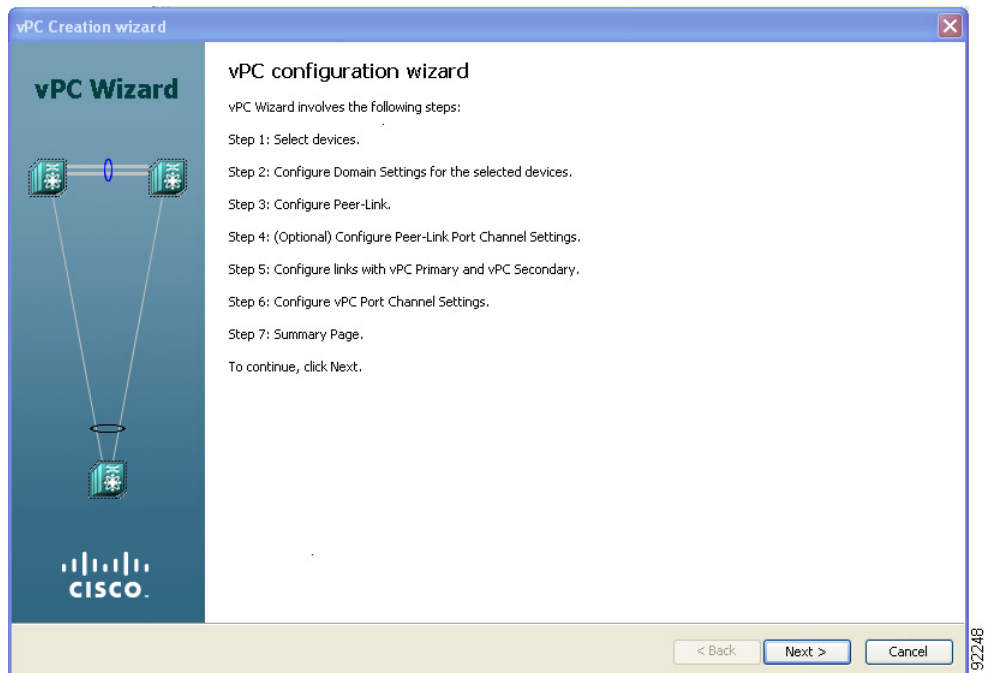 vPC Creation wizard
vPC Wizard
vPC configuration wizard
vPC Wizard involves the following steps:
Step 1: Select devices.
Step 2: Configure Domain Settings for the selected devices.
Step 3: Configure Peer-Link.
Step 4: (Optional) Configure Peer-Link Port Channel Settings.
Step 5: Configure links with vPC Primary and vPC Secondary.
Step 6: Configure vPC Port Channel Settings.
Step 7: Summary Page.
To continue, click Next.
CISCO.
< Back
Next >
Cancel
92248